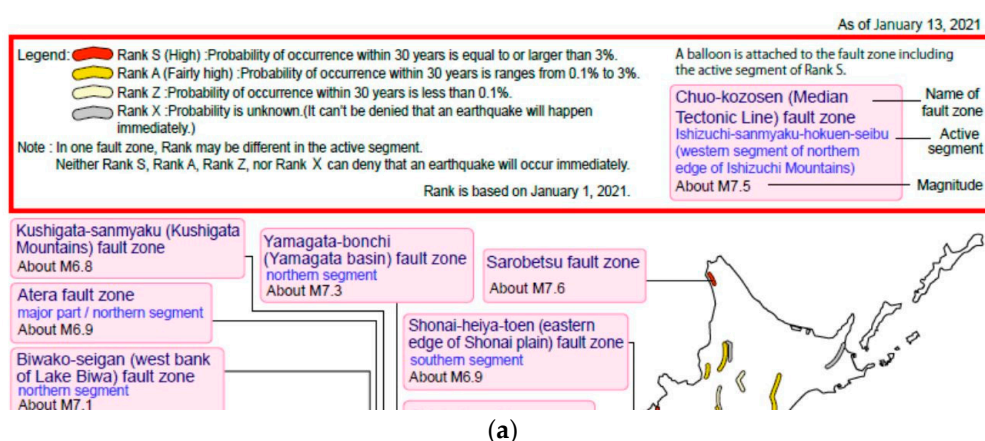 As of January 13, 2021
Legend: Rank S (High) :Probability of occurrence within 30 years is equal to or larger than 3%.
Rank A (Fairly high) :Probability of occurrence within 30 years is ranges from 0.1% to 3%.
Rank Z :Probability of occurrence within 30 years is less than 0.1%.
Rank X :Probability is unknown.(It can't be denied that an earthquake will happen
immediately.)
Note : In one fault zone, Rank may be different in the active segment.
Neither Rank S, Rank A, Rank Z, nor Rank X can deny that an earthquake will occur immediately.
Rank is based on January 1, 2021.
A balloon is attached to the fault zone including
the active segment of Rank S.
Chuo-kozosen (Median
Tectonic Line) fault zone
Ishizuchi-sanmyaku-hokuen-seibu
(western segment of northern
edge of Ishizuchi Mountains)
About M7.5
Name of
fault zone
Active
segment
Magnitude
Kushigata-sanmyaku (Kushigata
Mountains) fault zone
About M6.8
Yamagata-bonchi
(Yamagata basin) fault zone
northern segment
About M7.3
Sarobetsu fault zone
About M7.6
Atera fault zone
major part / northern segment
About M6.9
Shonai-heiya-toen (eastern
edge of Shonai plain) fault zone
southern segment
About M6.9
Biwako-seigan (west bank
of Lake Biwa) fault zone
northern segment
About M7.1
(a)